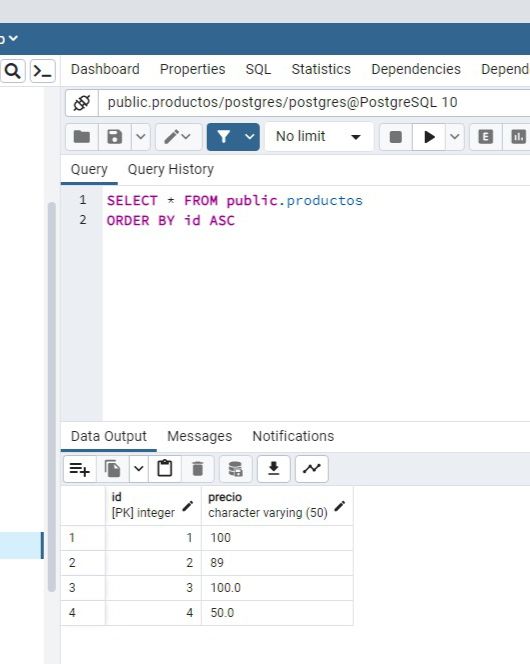 Dashboard Properties SQL Statistics Dependencies Depend
public.productos/postgres/postgres@PostgreSQL 10
No limit
E
Query Query History
1 SELECT * FROM public.productos
2 ORDER BY id ASC
Data Output Messages Notifications
id precio
[PK] integer character varying (50)
1 1 100
2 2 89
3 3 100.0
4 4 50.0